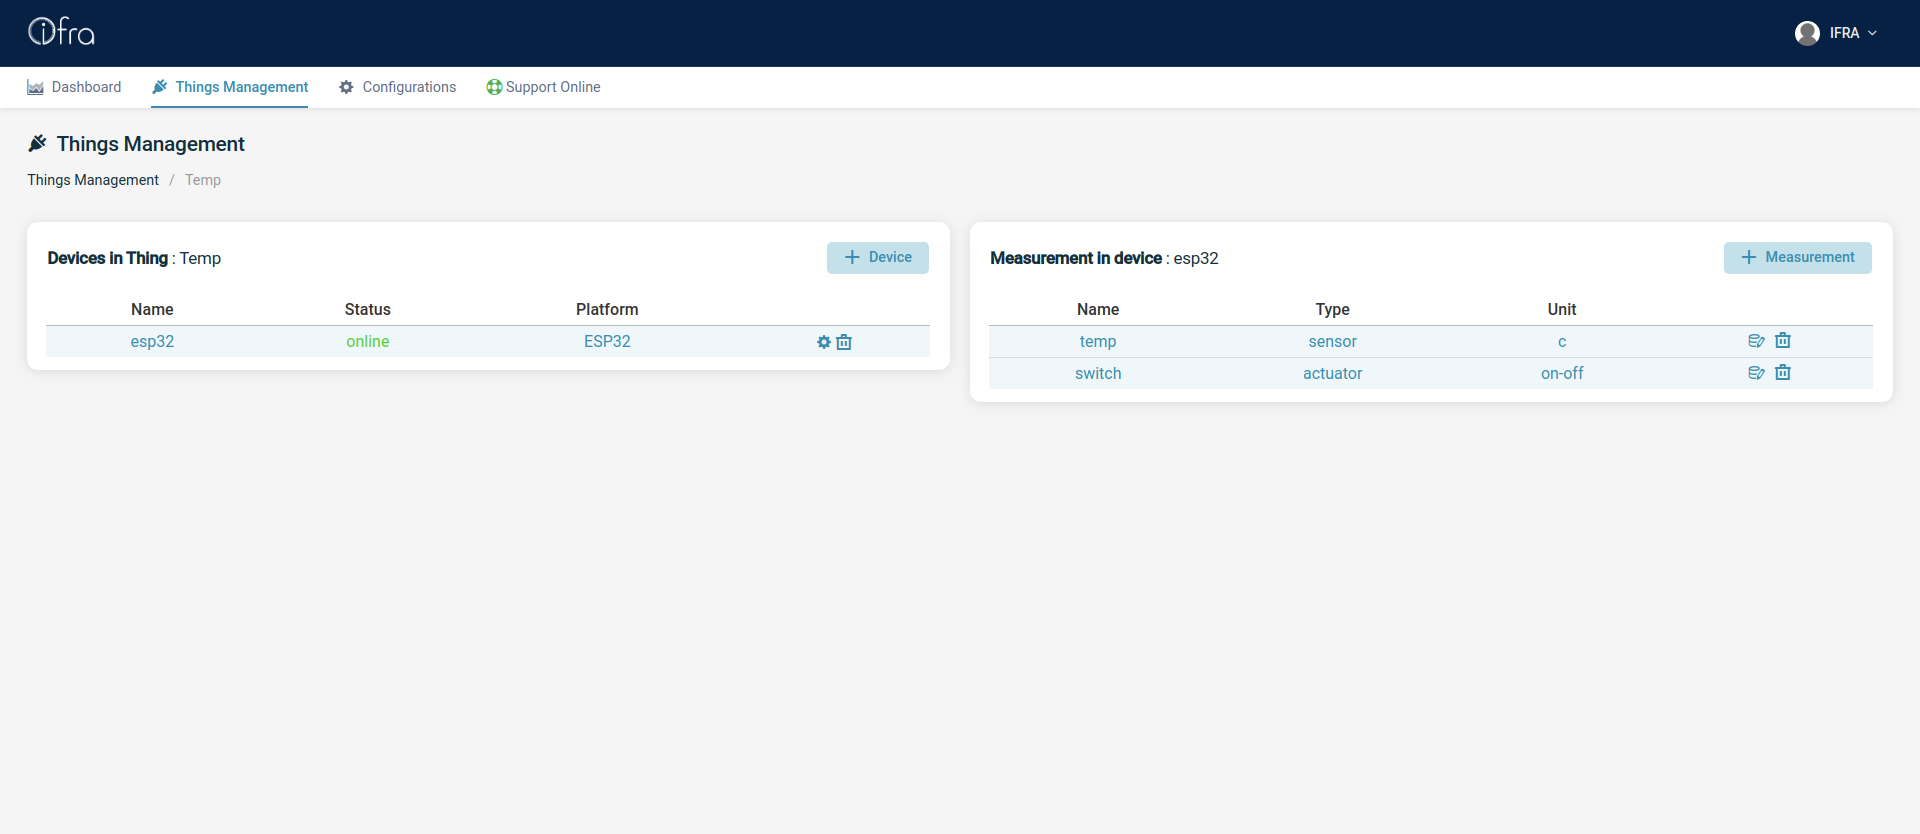 ifra
IFRA
Dashboard Things Management Configurations Support Online
Things Management
Things Management / Temp
Devices in Thing : Temp
+ Device
Name Status Platform
esp32 online ESP32
Measurement in device : esp32
+ Measurement
Name Type Unit
temp sensor c
switch actuator on-off